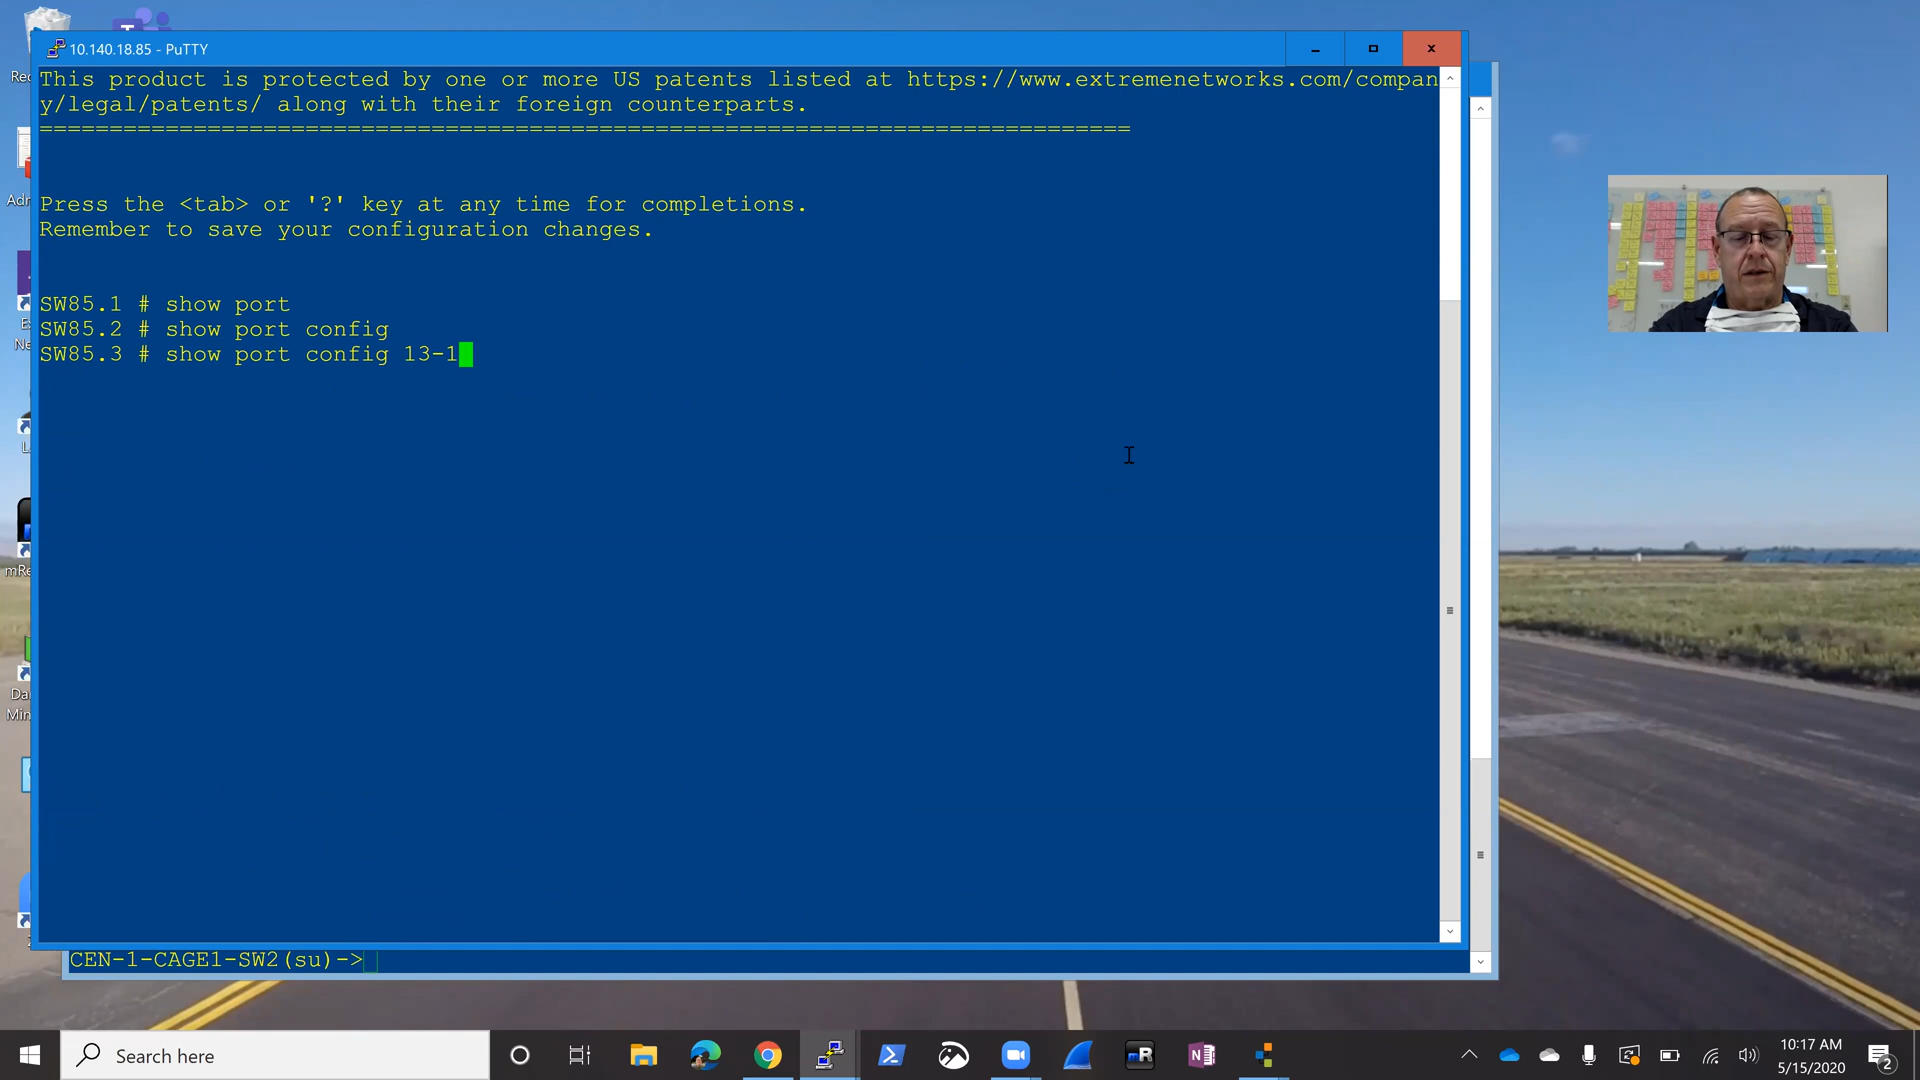 10.140.18.85 - PuTTY
This product is protected by one or more US patents listed at https://www.extremenetworks.com/compan
y/legal/patents/ along with their foreign counterparts.
==============================================================================
Press the <tab> or '?' key at any time for completions.
Remember to save your configuration changes.
SW85.1 # show port
SW85.2 # show port config
SW85.3 # show port config 13-1
CEN-1-CAGE1-SW2(su)->
Search here
10:17 AM
5/15/2020
2